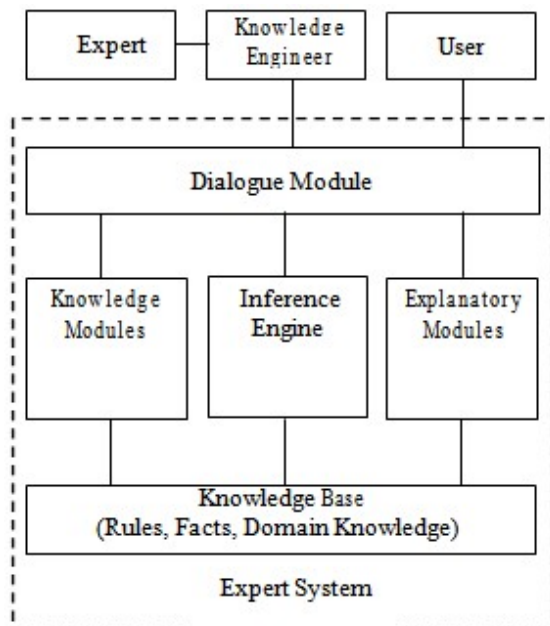 Expert
Knowledge
Engineer
User
Dialogue Module
Knowledge
Modules
Inference
Engine
Explanatory
Modules
Knowledge Base
(Rules, Facts, Domain Knowledge)
Expert System